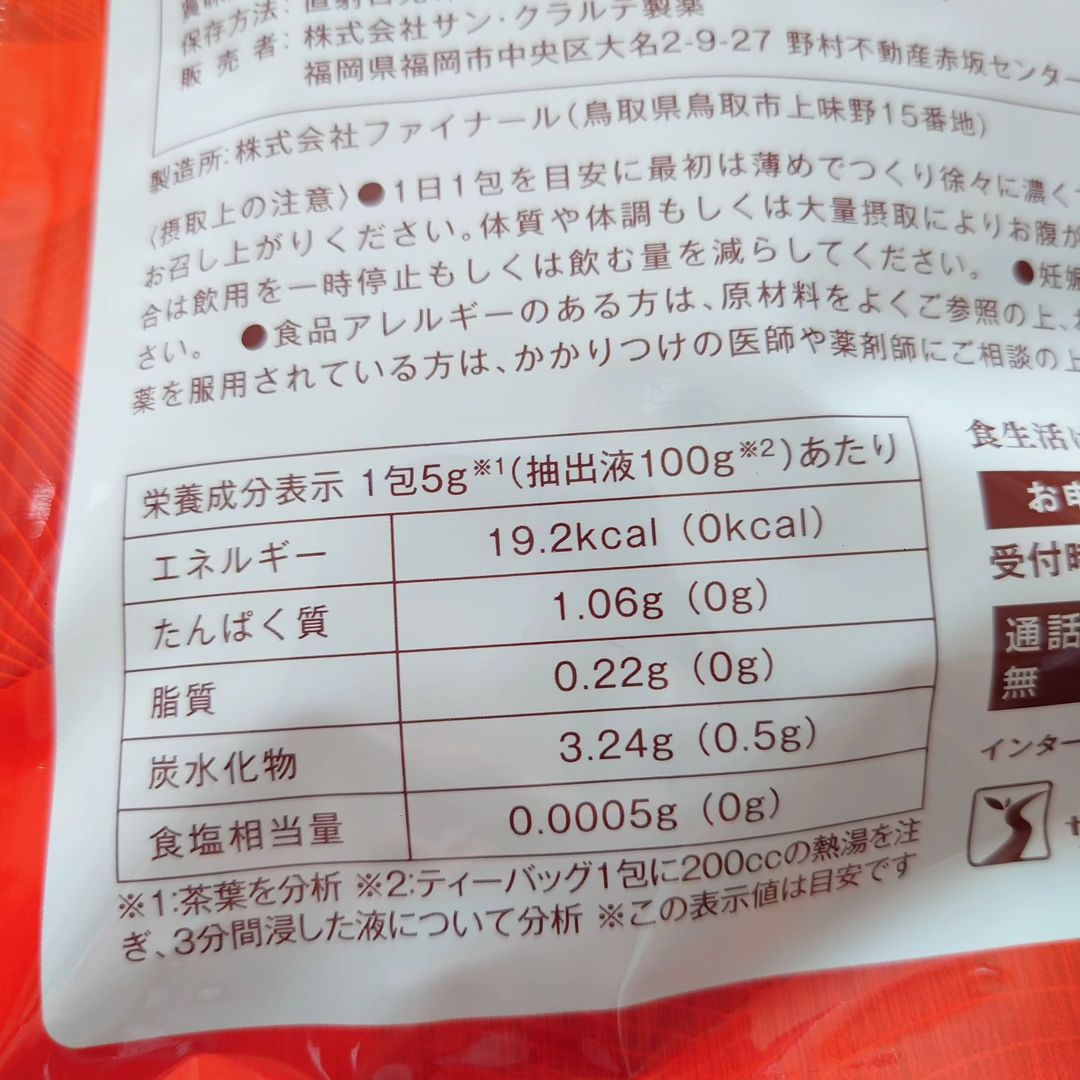 保存方法:
販売者: 株式会社サン・クラルテ製薬
福岡県福岡市中央区大名2-9-27 野村不動産赤坂センター
製造所:株式会社ファイナール(鳥取県鳥取市上味野15番地)
〈摂取上の注意〉●1日1包を目安に最初は薄めでつくり徐々に濃く
お召し上がりください。体質や体調もしくは大量摂取によりお腹が
合は飲用を一時停止もしくは飲む量を減らしてください。 ●妊娠
さい。 ●食品アレルギーのある方は、原材料をよくご参照の上、
薬を服用されている方は、かかりつけの医師や薬剤師にご相談の上
栄養成分表示 1包5g※1(抽出液100g※2)あたり
エネルギー 19.2kcal (0kcal)
たんぱく質 1.06g (0g)
脂質 0.22g (0g)
炭水化物 3.24g (0.5g)
食塩相当量 0.0005g (0g)
※1:茶葉を分析 ※2:ティーバッグ1包に200ccの熱湯を注
ぎ、3分間浸した液について分析 ※この表示値は目安です
食生活
お申
受付時
通話
無
インター